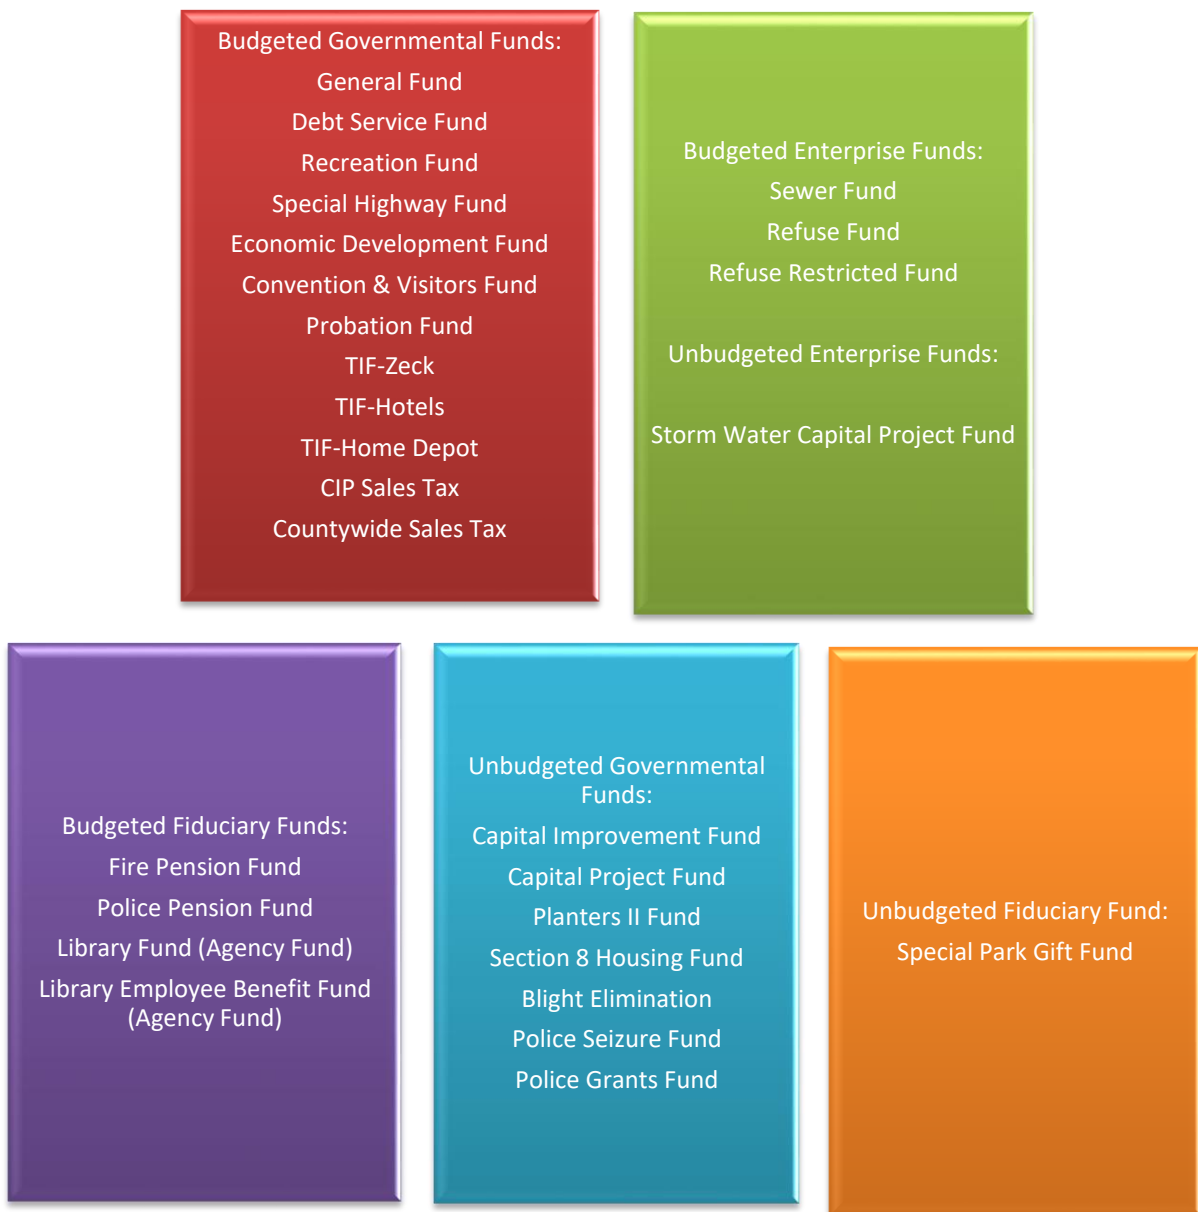 Budgeted Governmental Funds:
General Fund
Debt Service Fund
Recreation Fund
Special Highway Fund
Economic Development Fund
Convention & Visitors Fund
Probation Fund
TIF-Zeck
TIF-Hotels
TIF-Home Depot
CIP Sales Tax
Countywide Sales Tax
Budgeted Enterprise Funds:
Sewer Fund
Refuse Fund
Refuse Restricted Fund
Unbudgeted Enterprise Funds:
Storm Water Capital Project Fund
Budgeted Fiduciary Funds:
Fire Pension Fund
Police Pension Fund
Library Fund (Agency Fund)
Library Employee Benefit Fund
(Agency Fund)
Unbudgeted Governmental
Funds:
Capital Improvement Fund
Capital Project Fund
Planters II Fund
Section 8 Housing Fund
Blight Elimination
Police Seizure Fund
Police Grants Fund
Unbudgeted Fiduciary Fund:
Special Park Gift Fund